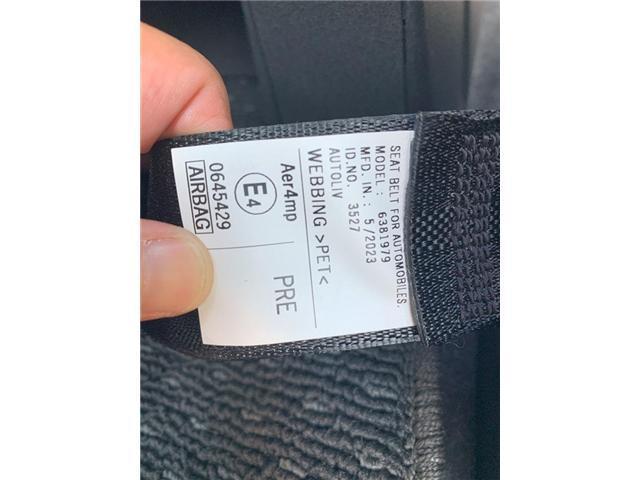 SEAT BELT FOR AUTOMOBILES.
MODEL : 6381979
MFD. IN. : 5/2023
ID.NO. 3527
AUTOLIV
WEBBING >PET<
Aer4mp
PRE
E4
0645429
AIRBAG